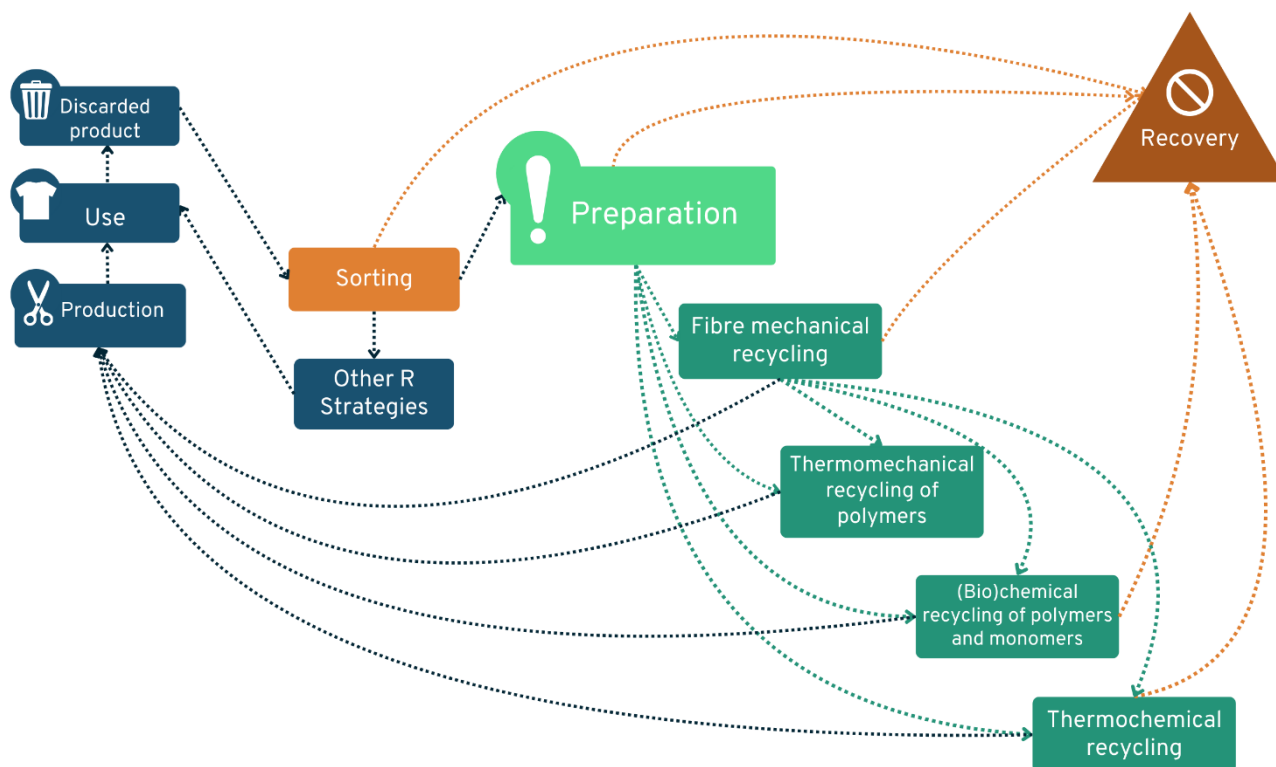 Discarded
product
Use
Production
Sorting
Other R
Strategies
Preparation
Recovery
Fibre mechanical
recycling
Thermomechanical
recycling of
polymers
(Bio)chemical
recycling of polymers
and monomers
Thermochemical
recycling